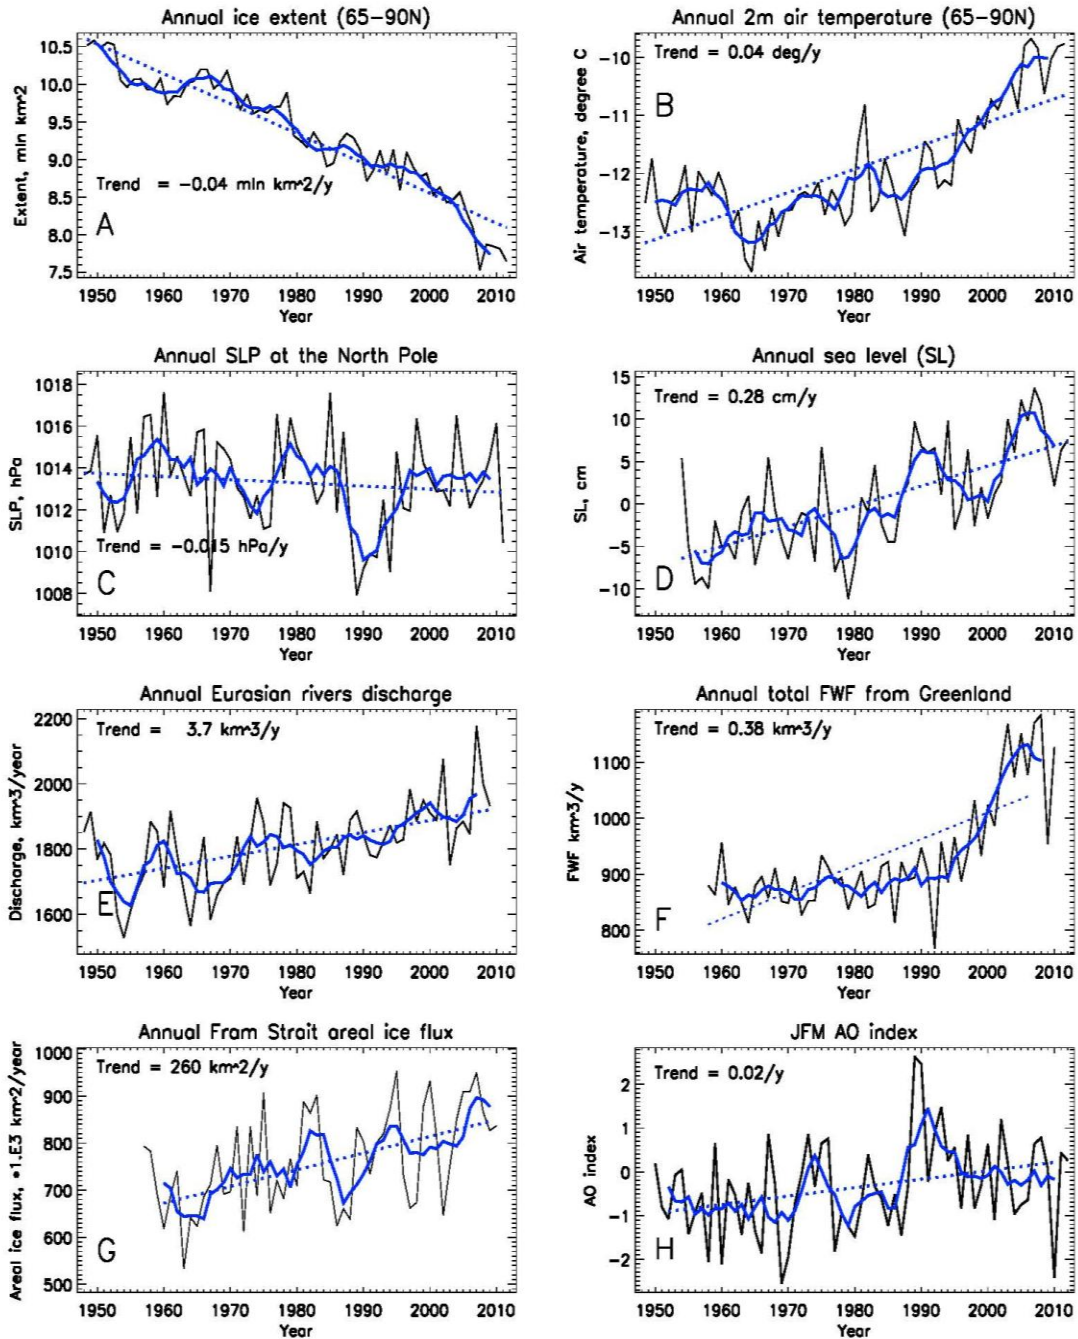 Annual ice extent (65-90N)
Extent, mln km^2
10.5
10.0
9.5
9.0
8.5
8.0
7.5
Trend = -0.04 mln km^2/y
A
1950 1960 1970 1980 1990 2000 2010
Year
Annual 2m air temperature (65-90N)
Air temperature, degree C
-10
-11
-12
-13
Trend = 0.04 deg/y
B
1950 1960 1970 1980 1990 2000 2010
Year
Annual SLP at the North Pole
SLP, hPa
1018
1016
1014
1012
1010
1008
Trend = -0.015 hPa/y
C
1950 1960 1970 1980 1990 2000 2010
Year
Annual sea level (SL)
SL, cm
15
10
5
0
-5
-10
Trend = 0.28 cm/y
D
1950 1960 1970 1980 1990 2000 2010
Year
Annual Eurasian rivers discharge
Discharge, km^3/year
2200
2000
1800
1600
Trend = 3.7 km^3/y
E
1950 1960 1970 1980 1990 2000 2010
Year
Annual total FWF from Greenland
FWF km^3/y
1100
1000
900
800
Trend = 0.38 km^3/y
F
1950 1960 1970 1980 1990 2000 2010
Year
Annual Fram Strait areal ice flux
Areal ice flux, *1.E3 km^2/year
1000
900
800
700
600
500
Trend = 260 km^2/y
G
1950 1960 1970 1980 1990 2000 2010
Year
JFM AO index
AO index
2
1
0
-1
-2
Trend = 0.02/y
H
1950 1960 1970 1980 1990 2000 2010
Year